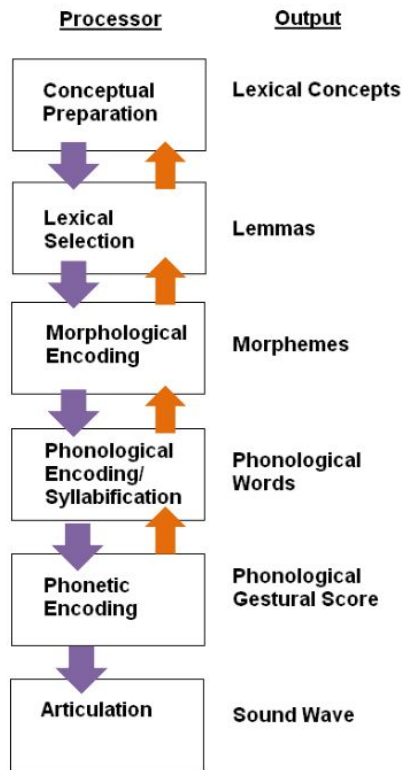 Processor Output
Conceptual
Preparation
Lexical Concepts
Lexical
Selection
Lemmas
Morphological
Encoding
Morphemes
Phonological
Encoding/
Syllabification
Phonological
Words
Phonetic
Encoding
Phonological
Gestural Score
Articulation
Sound Wave